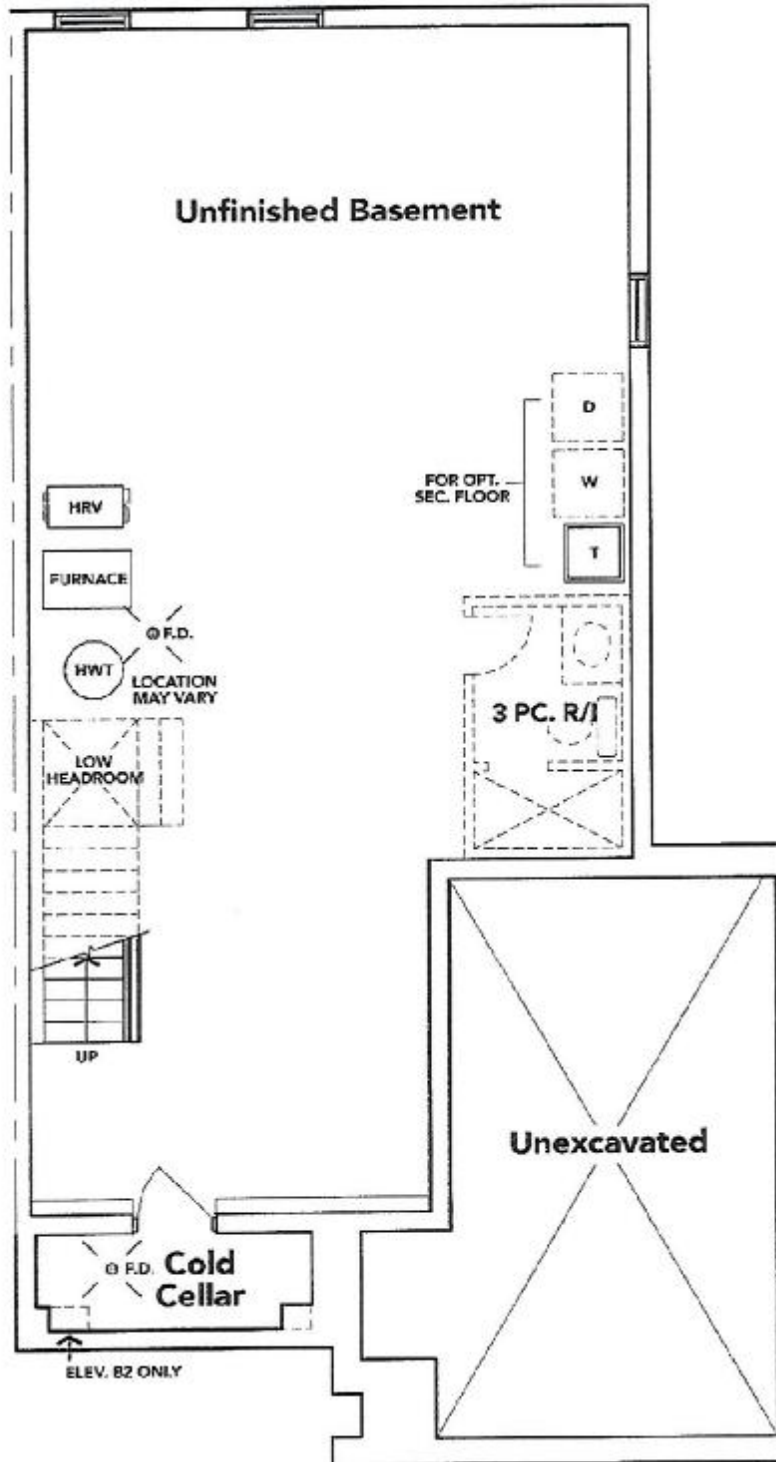 Unfinished Basement
D
FOR OPT.
SEC. FLOOR
W
T
HRV
FURNACE
F.D.
HWT
LOCATION
MAY VARY
3 PC. R/I
LOW
HEADROOM
UP
Unexcavated
F.D.
Cold
Cellar
ELEV. B2 ONLY